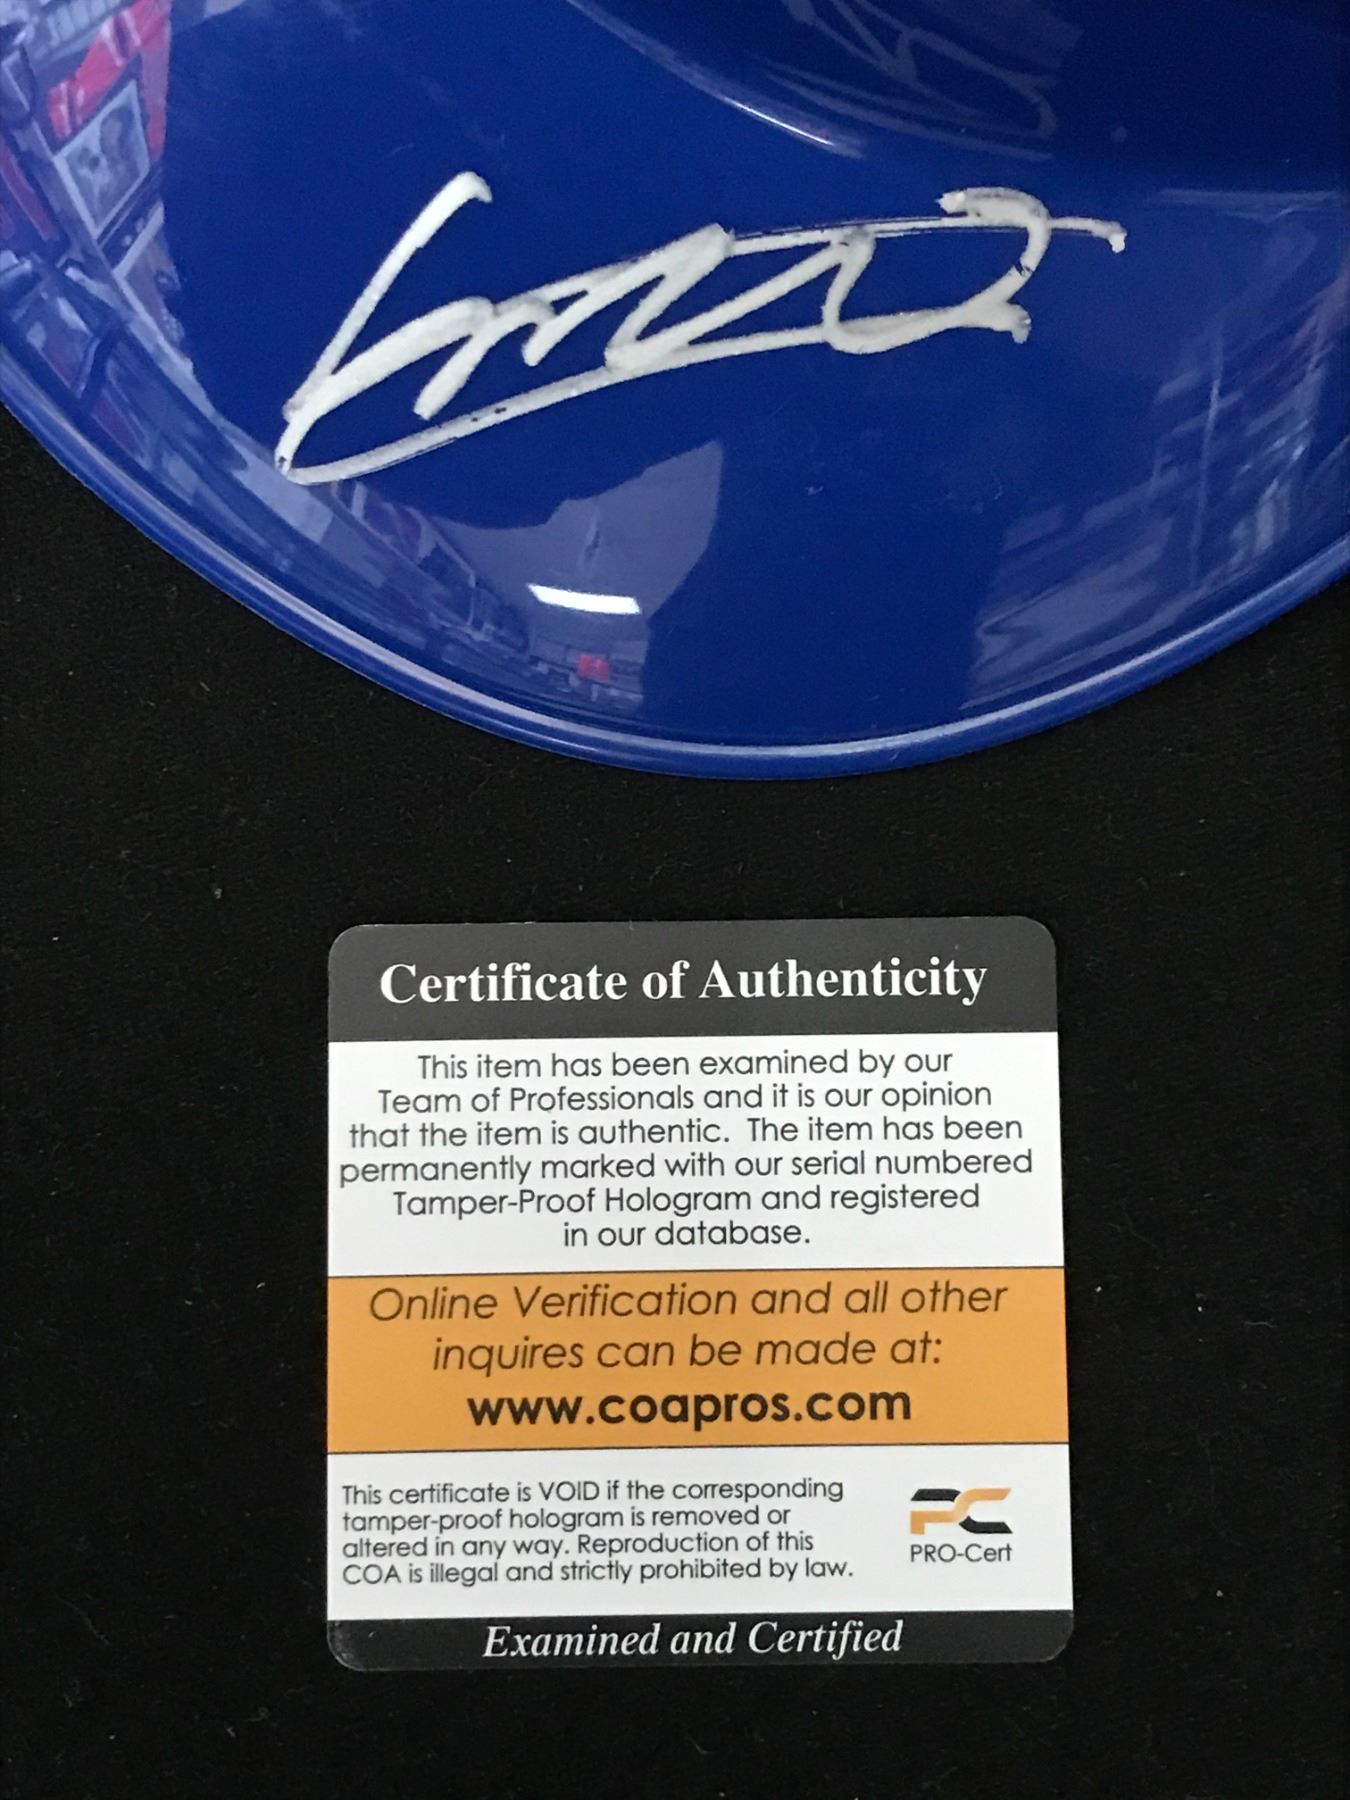 Certificate of Authenticity
This item has been examined by our
Team of Professionals and it is our opinion
that the item is authentic. The item has been
permanently marked with our serial numbered
Tamper-Proof Hologram and registered
in our database.
Online Verification and all other
inquires can be made at:
www.coapros.com
This certificate is VOID if the corresponding
tamper-proof hologram is removed or
altered in any way. Reproduction of this
COA is illegal and strictly prohibited by law.
PC
PRO-Cert
Examined and Certified